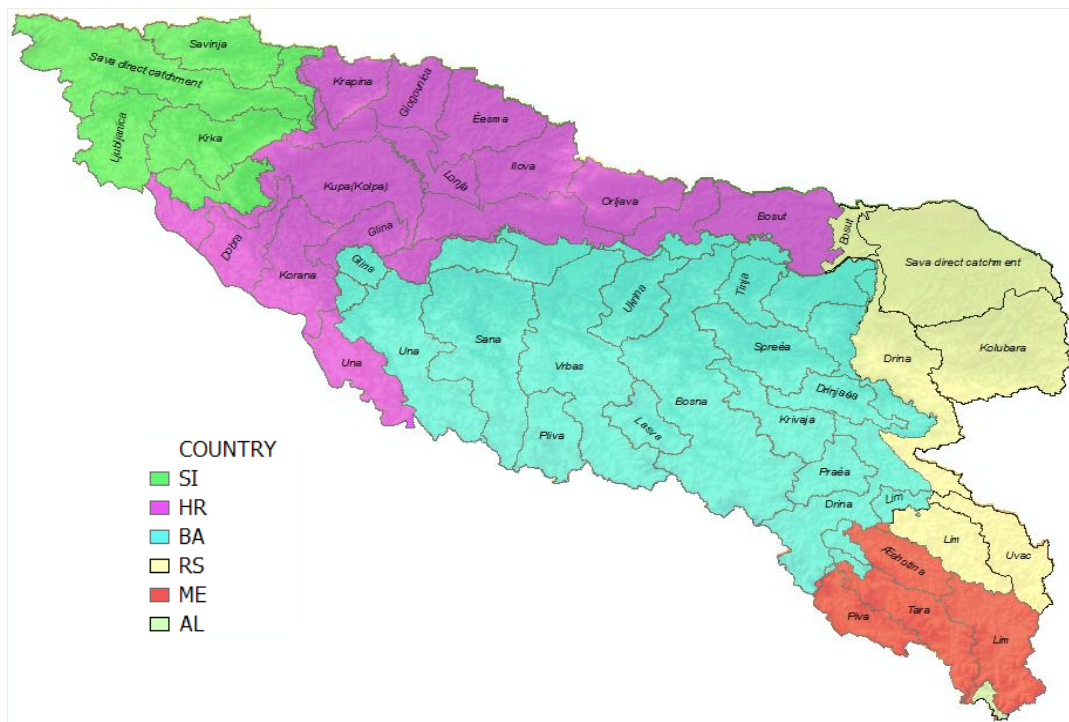 Savinja
Sava direct catchment
Ljubljanica
Krka
Krapina
Glogovnica
Èesma
Ilova
Lonja
Kupa(Kolpa)
Glina
Dobra
Korana
Una
Orljava
Bosut
Bosut
Sava direct catchment
Kolubara
Drina
Glina
Una
Sana
Vrbas
Ukrina
Tinja
Spreèa
Bosna
Drinjaèa
Krivaja
Lasva
Pliva
Praèa
Drina
Lim
Lim
Uvac
Æehotina
Tara
Piva
Lim
COUNTRY
SI
HR
BA
RS
ME
AL